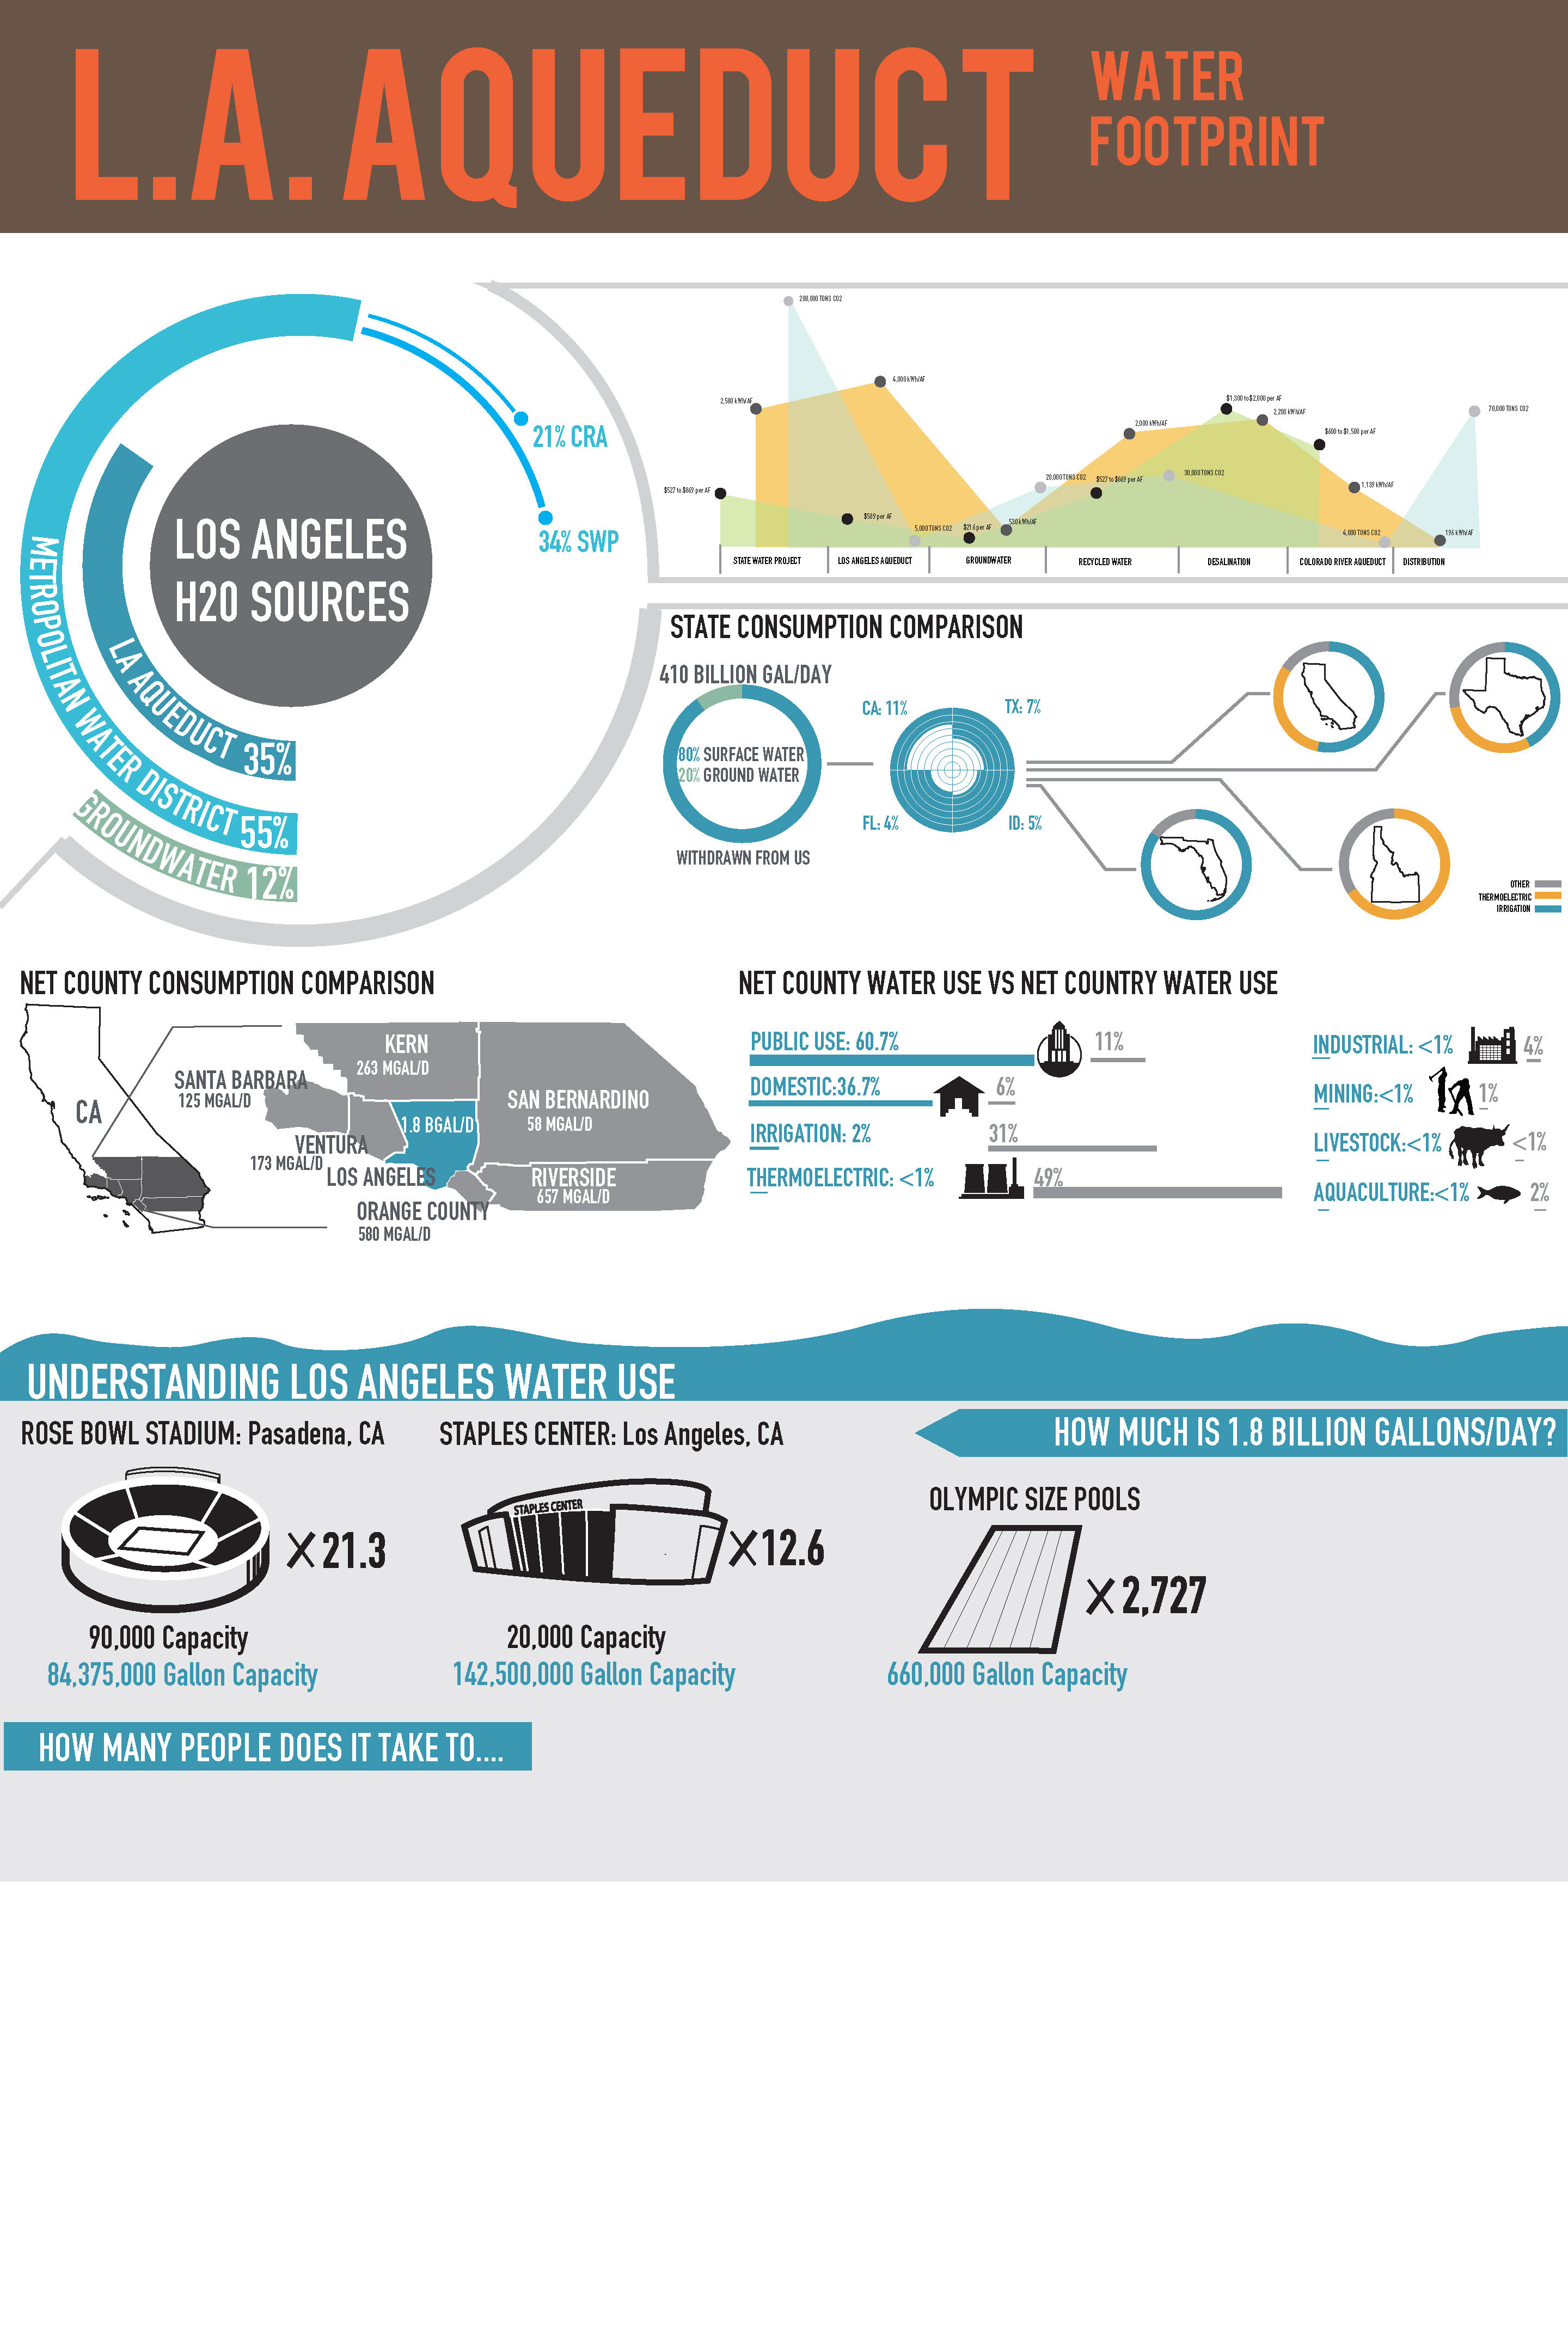 L.A. AQUEDUCT
WATER
FOOTPRINT
LOS ANGELES
H20 SOURCES
21% CRA
34% SWP
LA AQUEDUCT 35%
METROPOLITAN WATER DISTRICT 55%
GROUNDWATER 12%
280,000 TONS CO2
2,580 kWh/AF
4,000 kWh/AF
$527 to $869 per AF
$589 per AF
5,000 TONS CO2
$216 per AF
530 kWh/AF
20,000 TONS CO2
$527 to $869 per AF
2,000 kWh/AF
30,000 TONS CO2
$1,300 to $2,000 per AF
2,200 kWh/AF
$600 to $1,500 per AF
1,139 kWh/AF
4,000 TONS CO2
196 kWh/AF
70,000 TONS CO2
STATE WATER PROJECT
LOS ANGELES AQUEDUCT
GROUNDWATER
RECYCLED WATER
DESALINATION
COLORADO RIVER AQUEDUCT
DISTRIBUTION
STATE CONSUMPTION COMPARISON
410 BILLION GAL/DAY
80% SURFACE WATER
20% GROUND WATER
WITHDRAWN FROM US
CA: 11%
TX: 7%
FL: 4%
ID: 5%
OTHER
THERMOELECTRIC
IRRIGATION
NET COUNTY CONSUMPTION COMPARISON
CA
KERN
263 MGAL/D
SANTA BARBARA
125 MGAL/D
SAN BERNARDINO
58 MGAL/D
1.8 BGAL/D
VENTURA
173 MGAL/D
LOS ANGELES
RIVERSIDE
657 MGAL/D
ORANGE COUNTY
580 MGAL/D
NET COUNTY WATER USE VS NET COUNTRY WATER USE
PUBLIC USE: 60.7%
11%
DOMESTIC:36.7%
6%
IRRIGATION: 2%
31%
THERMOELECTRIC: <1%
49%
INDUSTRIAL: <1%
4%
MINING:<1%
1%
LIVESTOCK:<1%
<1%
AQUACULTURE:<1%
2%
UNDERSTANDING LOS ANGELES WATER USE
HOW MUCH IS 1.8 BILLION GALLONS/DAY?
ROSE BOWL STADIUM: Pasadena, CA
X 21.3
90,000 Capacity
84,375,000 Gallon Capacity
STAPLES CENTER: Los Angeles, CA
STAPLES CENTER
X 12.6
20,000 Capacity
142,500,000 Gallon Capacity
OLYMPIC SIZE POOLS
X 2,727
660,000 Gallon Capacity
HOW MANY PEOPLE DOES IT TAKE TO....